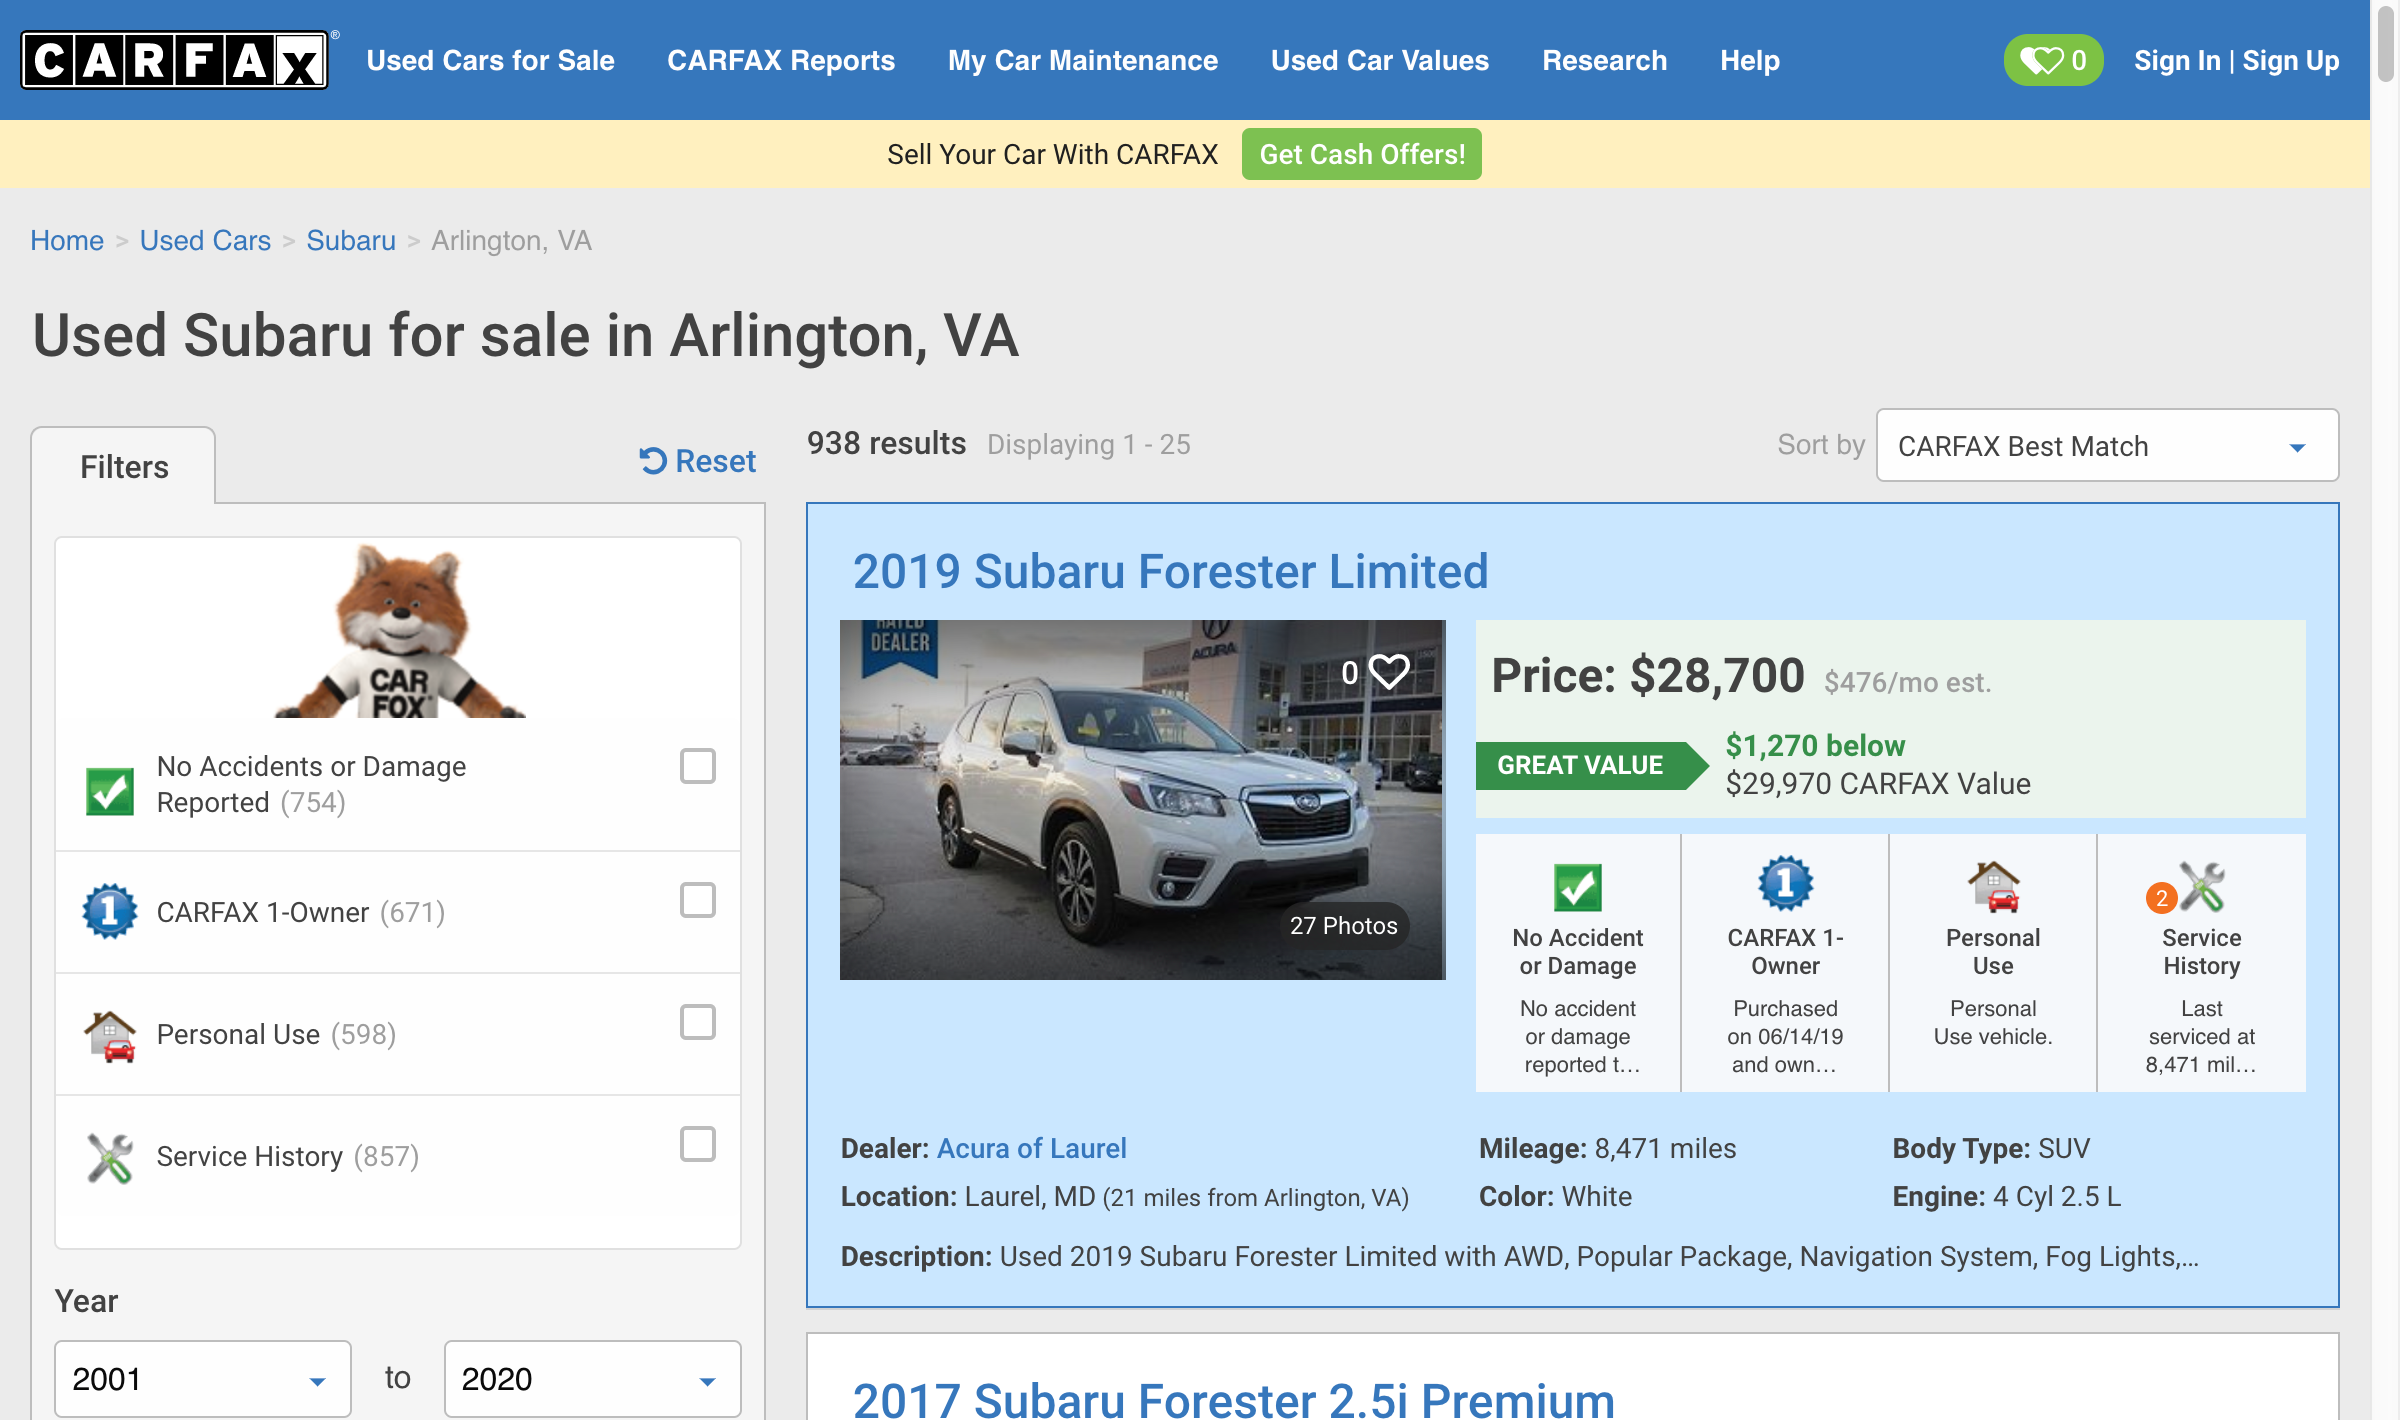 CARFAX®
Used Cars for Sale
CARFAX Reports
My Car Maintenance
Used Car Values
Research
Help
0
Sign In | Sign Up
Sell Your Car With CARFAX
Get Cash Offers!
Home > Used Cars > Subaru > Arlington, VA
Used Subaru for sale in Arlington, VA
Filters
Reset
CAR
FOX
No Accidents or Damage
Reported (754)
1
CARFAX 1-Owner (671)
Personal Use (598)
Service History (857)
Year
2001
to
2020
938 results Displaying 1 - 25
Sort by
CARFAX Best Match
2019 Subaru Forester Limited
RATED
DEALER
ACURA
0
27 Photos
Price: $28,700 $476/mo est.
GREAT VALUE
$1,270 below
$29,970 CARFAX Value
No Accident
or Damage
No accident
or damage
reported t...
1
CARFAX 1-
Owner
Purchased
on 06/14/19
and own...
Personal
Use
Personal
Use vehicle.
2
Service
History
Last
serviced at
8,471 mil...
Dealer: Acura of Laurel
Location: Laurel, MD (21 miles from Arlington, VA)
Mileage: 8,471 miles
Color: White
Body Type: SUV
Engine: 4 Cyl 2.5 L
Description: Used 2019 Subaru Forester Limited with AWD, Popular Package, Navigation System, Fog Lights,...
2017 Subaru Forester 2.5i Premium